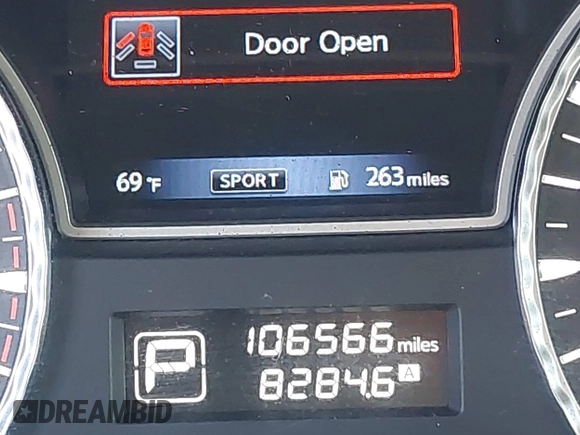 Door Open
69°F SPORT 263 miles
P 106566 miles
8284.6 A
DREAMBID